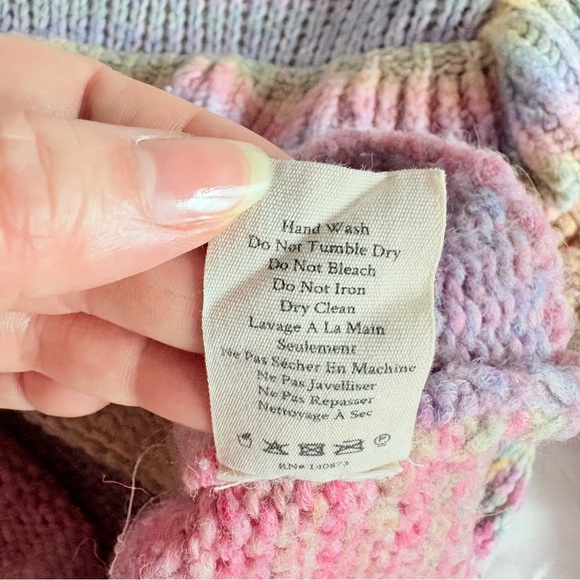 Hand Wash
Do Not Tumble Dry
Do Not Bleach
Do Not Iron
Dry Clean
Lavage A La Main
Seulement
Ne Pas Sécher En Machine
Ne Pas Javelliser
Ne Pas Repasser
Nettoyage À Sec
P
RN# 140873